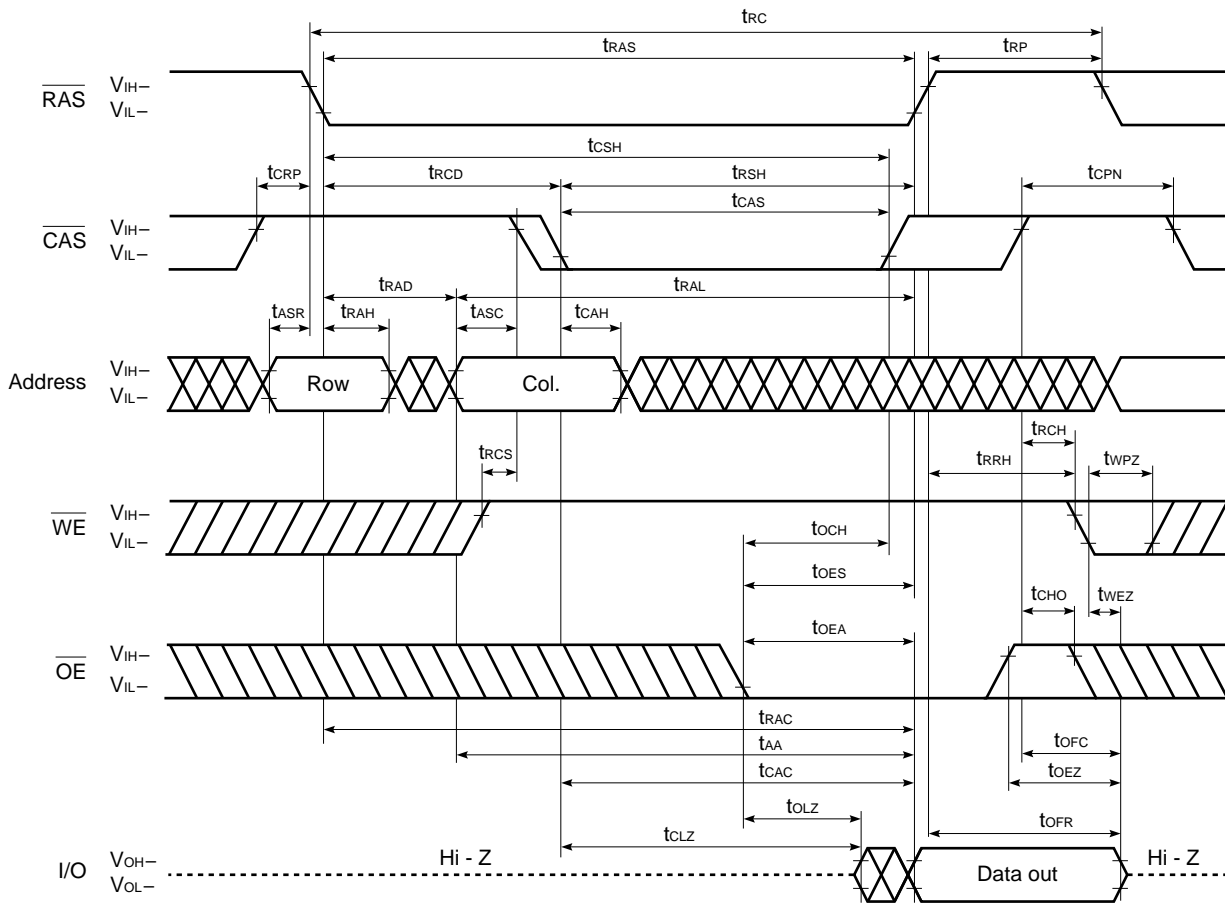 tRC
tRAS tRP
RAS VIH–
VIL–
tCSH
tCRP tRCD tRSH tCPN
tCAS
CAS VIH–
VIL–
tRAD tRAL
tASR tRAH tASC tCAH
Address VIH–
VIL–
Row Col.
tRCH
tRCS tRRH tWPZ
WE VIH–
VIL–
tOCH
tOES
tCHO tWEZ
tOEA
OE VIH–
VIL–
tRAC
tAA tOFC
tCAC tOEZ
tOLZ
tCLZ tOFR
I/O VOH–
VOL–
Hi - Z Data out Hi - Z